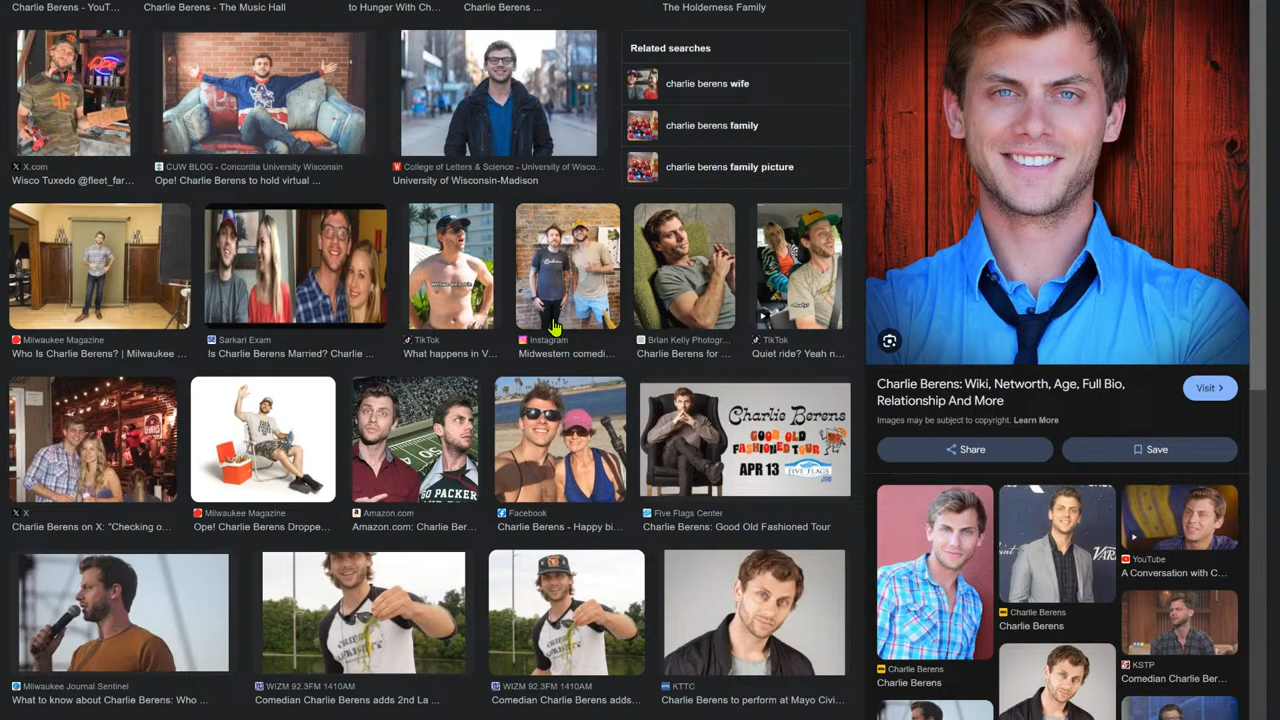 Charlie Berens - YouT...
Charlie Berens - The Music Hall
to Hunger With Ch...
Charlie Berens ...
The Holderness Family
Related searches
charlie berens wife
charlie berens family
charlie berens family picture
X.com
Wisco Tuxedo @fleet_far...
CUW BLOG - Concordia University Wisconsin
Ope! Charlie Berens to hold virtual ...
College of Letters & Science - University of Wisco...
University of Wisconsin-Madison
Milwaukee Magazine
Who Is Charlie Berens? | Milwaukee ...
Sarkari Exam
Is Charlie Berens Married? Charlie ...
TikTok
What happens in V...
Instagram
Midwestern comedi...
Brian Kelly Photogr...
Charlie Berens for ...
TikTok
Quiet ride? Yeah n...
Charlie Berens: Wiki, Networth, Age, Full Bio,
Relationship And More
Visit
Images may be subject to copyright. Learn More
Share
Save
GO PACKER
Charlie Berens
GOOD OLD
FASHIONED TOUR
APR 13
FIVE FLAGS
X
Charlie Berens on X: "Checking o...
Milwaukee Magazine
Ope! Charlie Berens Droppe...
Amazon.com
Amazon.com: Charlie Ber...
Facebook
Charlie Berens - Happy bi...
Five Flags Center
Charlie Berens: Good Old Fashioned Tour
VARI
Charlie Berens
Charlie Berens
YouTube
A Conversation with C...
Charlie Berens
Charlie Berens
KSTP
Comedian Charlie Ber...
Milwaukee Journal Sentinel
What to know about Charlie Berens: Who ...
WIZM 92.3FM 1410AM
Comedian Charlie Berens adds 2nd La ...
WIZM 92.3FM 1410AM
Comedian Charlie Berens adds...
KTTC
Charlie Berens to perform at Mayo Civi...